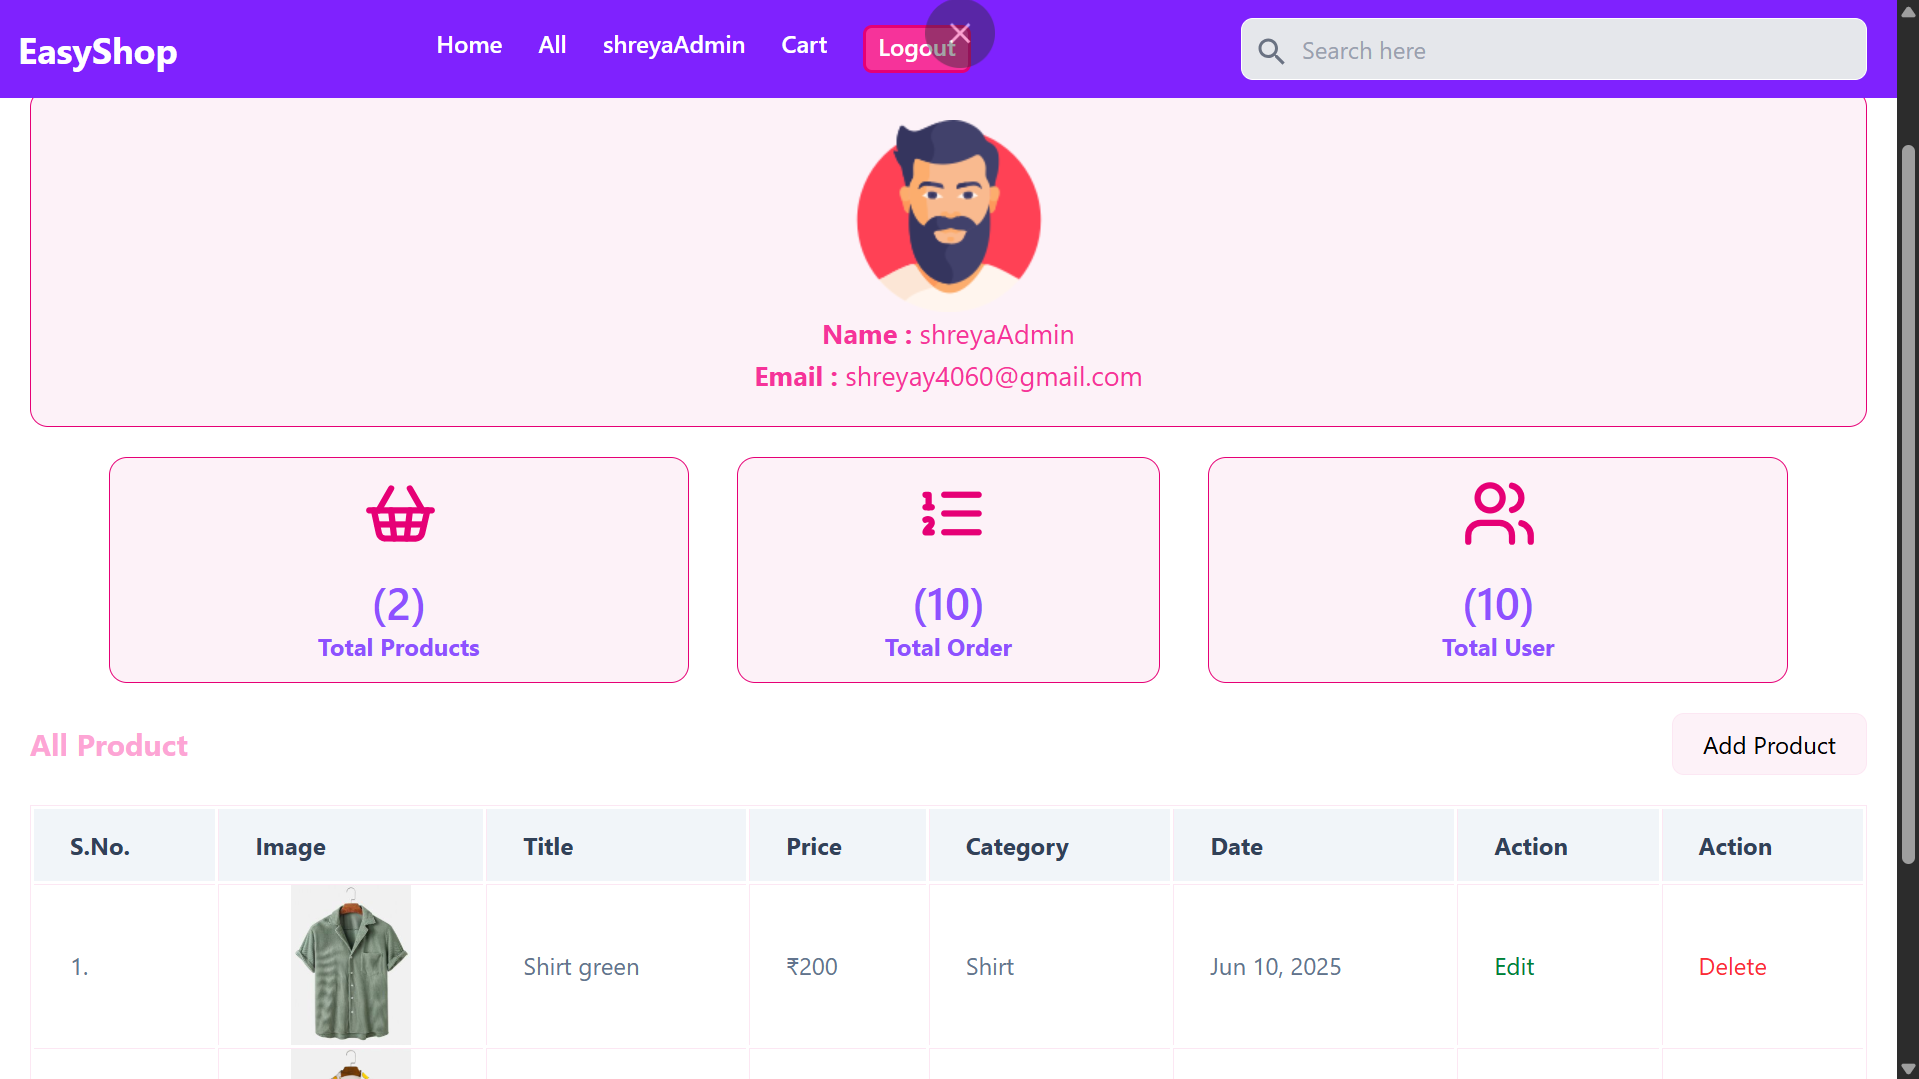 EasyShop
Home All shreyaAdmin Cart Logout
Search here
Name : shreyaAdmin
Email : shreyay4060@gmail.com
(2)
Total Products
(10)
Total Order
(10)
Total User
All Product
Add Product
S.No. Image Title Price Category Date Action Action
1. Shirt green ₹200 Shirt Jun 10, 2025 Edit Delete